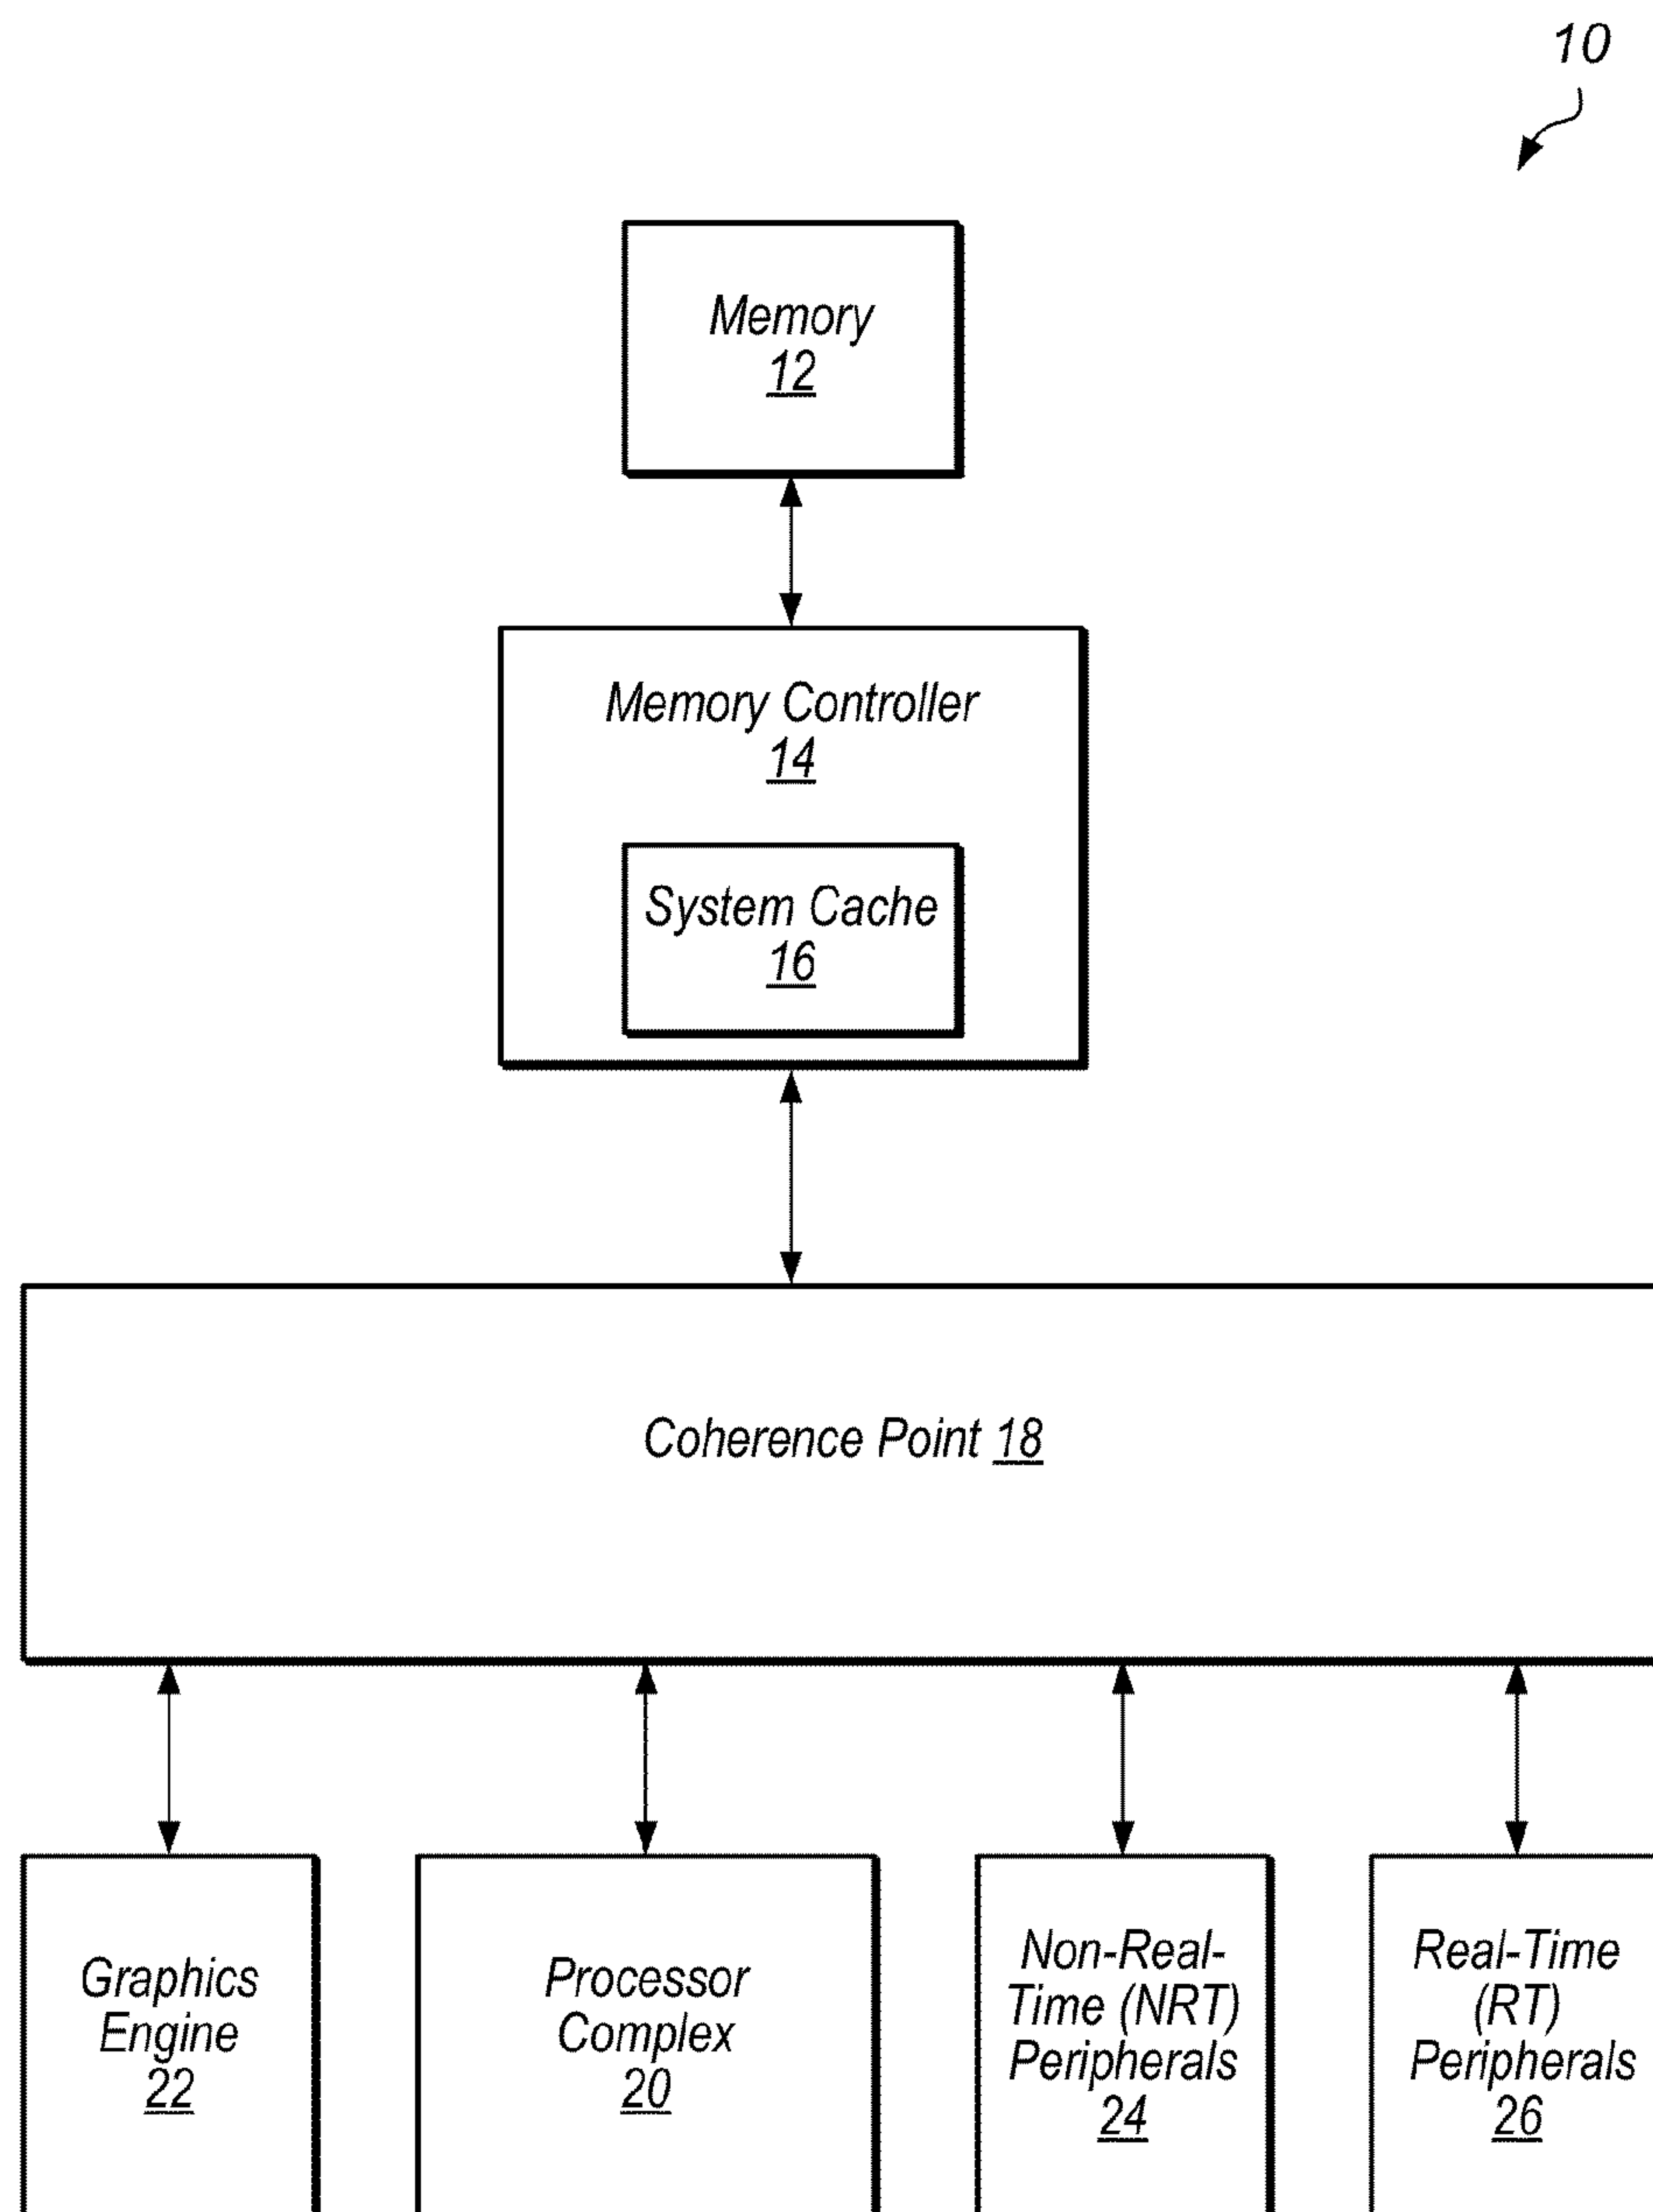 10
Memory
12
Memory Controller
14
System Cache
16
Coherence Point 18
Graphics
Engine
22
Processor
Complex
20
Non-Real-
Time (NRT)
Peripherals
24
Real-Time
(RT)
Peripherals
26